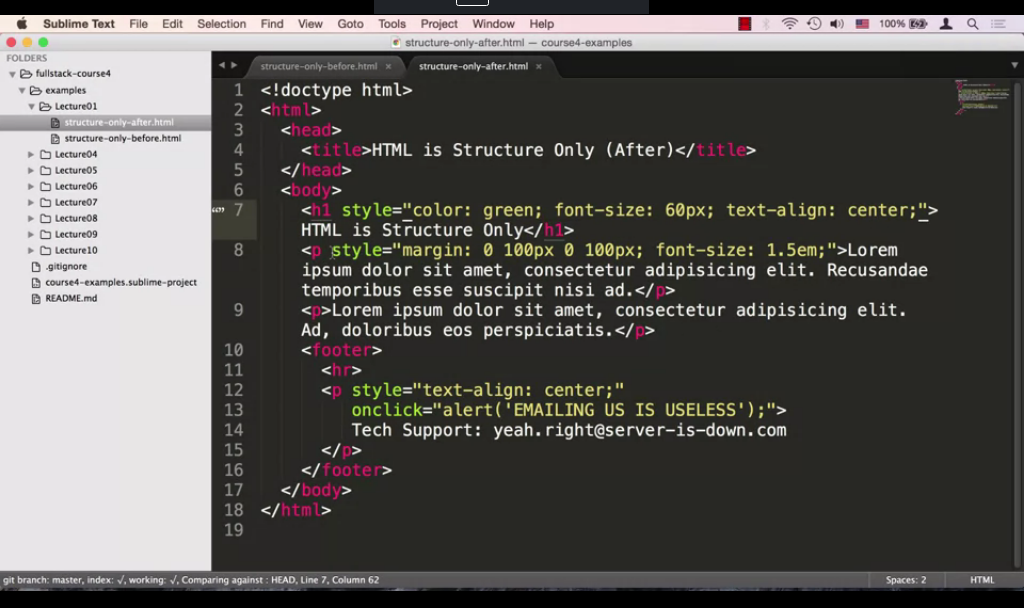 Sublime Text File Edit Selection Find View Goto Tools Project Window Help 100%
structure-only-after.html — course4-examples
FOLDERS
fullstack-course4
examples
Lecture01
structure-only-after.html
structure-only-before.html
Lecture04
Lecture05
Lecture06
Lecture07
Lecture08
Lecture09
Lecture10
.gitignore
course4-examples.sublime-project
README.md
structure-only-before.html × structure-only-after.html ×
1 <!doctype html>
2 <html>
3 <head>
4 <title>HTML is Structure Only (After)</title>
5 </head>
6 <body>
7 <h1 style="color: green; font-size: 60px; text-align: center;">
HTML is Structure Only</h1>
8 <p style="margin: 0 100px 0 100px; font-size: 1.5em;">Lorem
ipsum dolor sit amet, consectetur adipisicing elit. Recusandae
temporibus esse suscipit nisi ad.</p>
9 <p>Lorem ipsum dolor sit amet, consectetur adipisicing elit.
Ad, doloribus eos perspiciatis.</p>
10 <footer>
11 <hr>
12 <p style="text-align: center;"
13 onclick="alert('EMAILING US IS USELESS');">
14 Tech Support: yeah.right@server-is-down.com
15 </p>
16 </footer>
17 </body>
18 </html>
19
git branch: master, index: √, working: √, Comparing against : HEAD, Line 7, Column 62 Spaces: 2 HTML